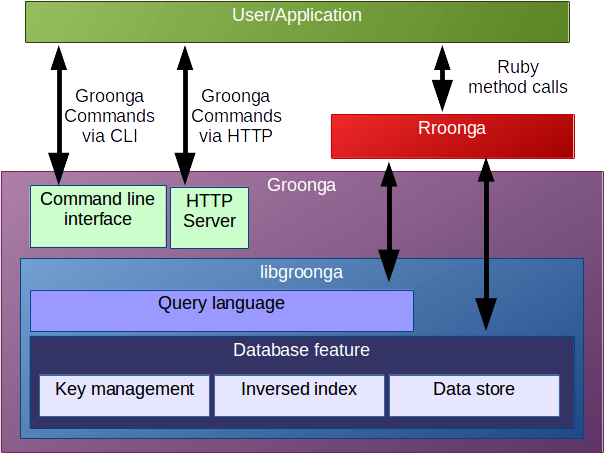 User/Application
Groonga
Commands
via CLI
Groonga
Commands
via HTTP
Ruby
method calls
Rroonga
Groonga
Command line
interface
HTTP
Server
libgroonga
Query language
Database feature
Key management
Inversed index
Data store